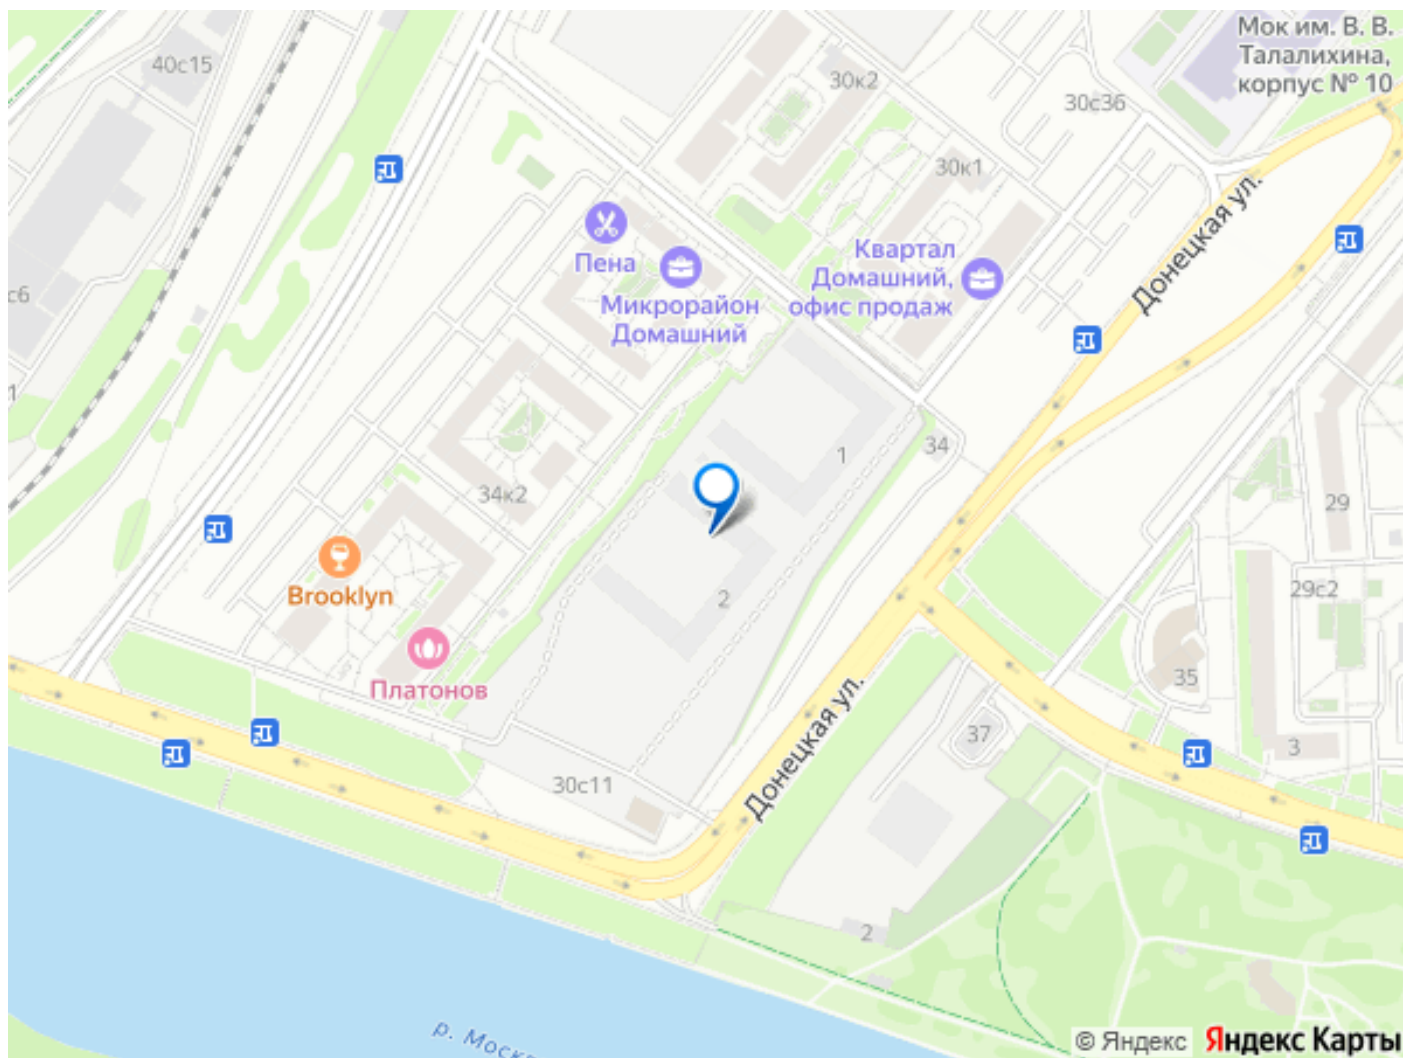 Мок им. В. В.
Талалихина,
корпус № 10
40с15
30к2
30с36
30к1
Донецкая ул.
Пена
Микрорайон
Домашний
Квартал
Домашний,
офис продаж
с6
1
1
34
34к2
29
Brooklyn
2
29с2
Платонов
35
Донецкая ул.
37
3
30с11
2
р. Моск
© Яндекс
Яндекс Карты